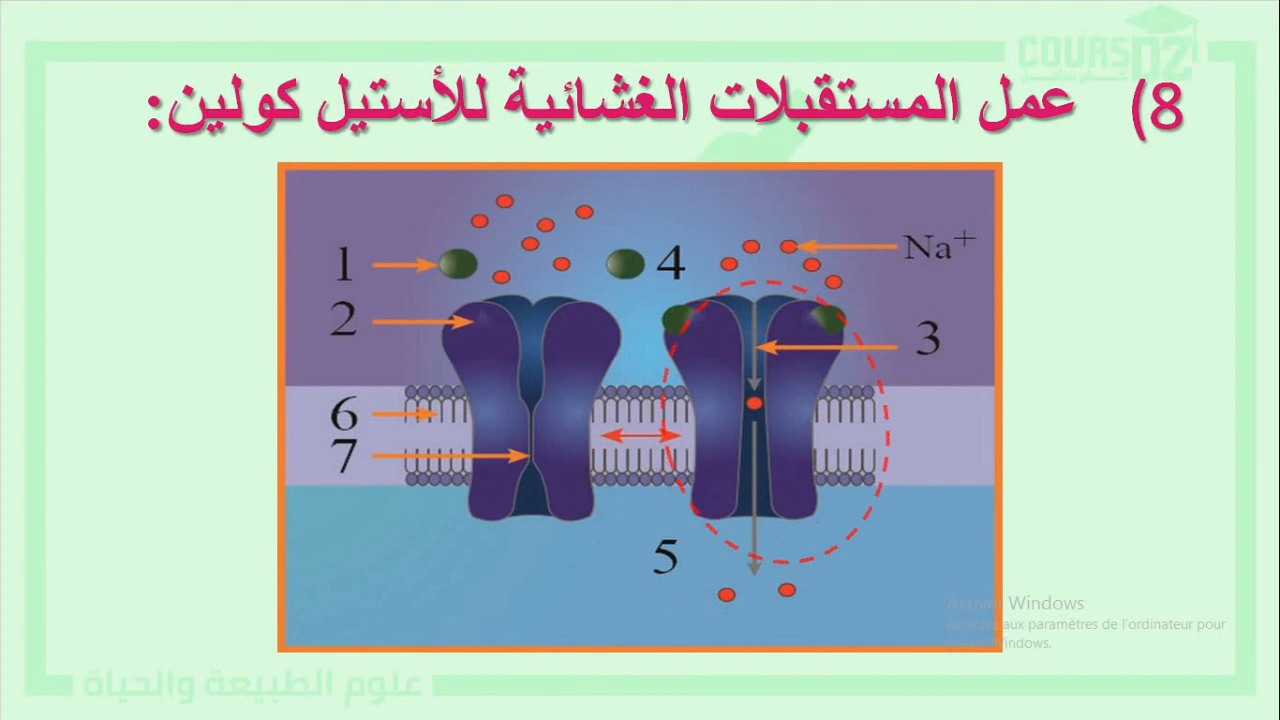 COURSDZ
8) عمل المستقبلات الغشائية للأستيل كولين:
Na⁺
1
4
2
3
6
7
5
Windows
aux paramètres de l'ordinateur pour
Windows.
علوم الطبيعة والحياة